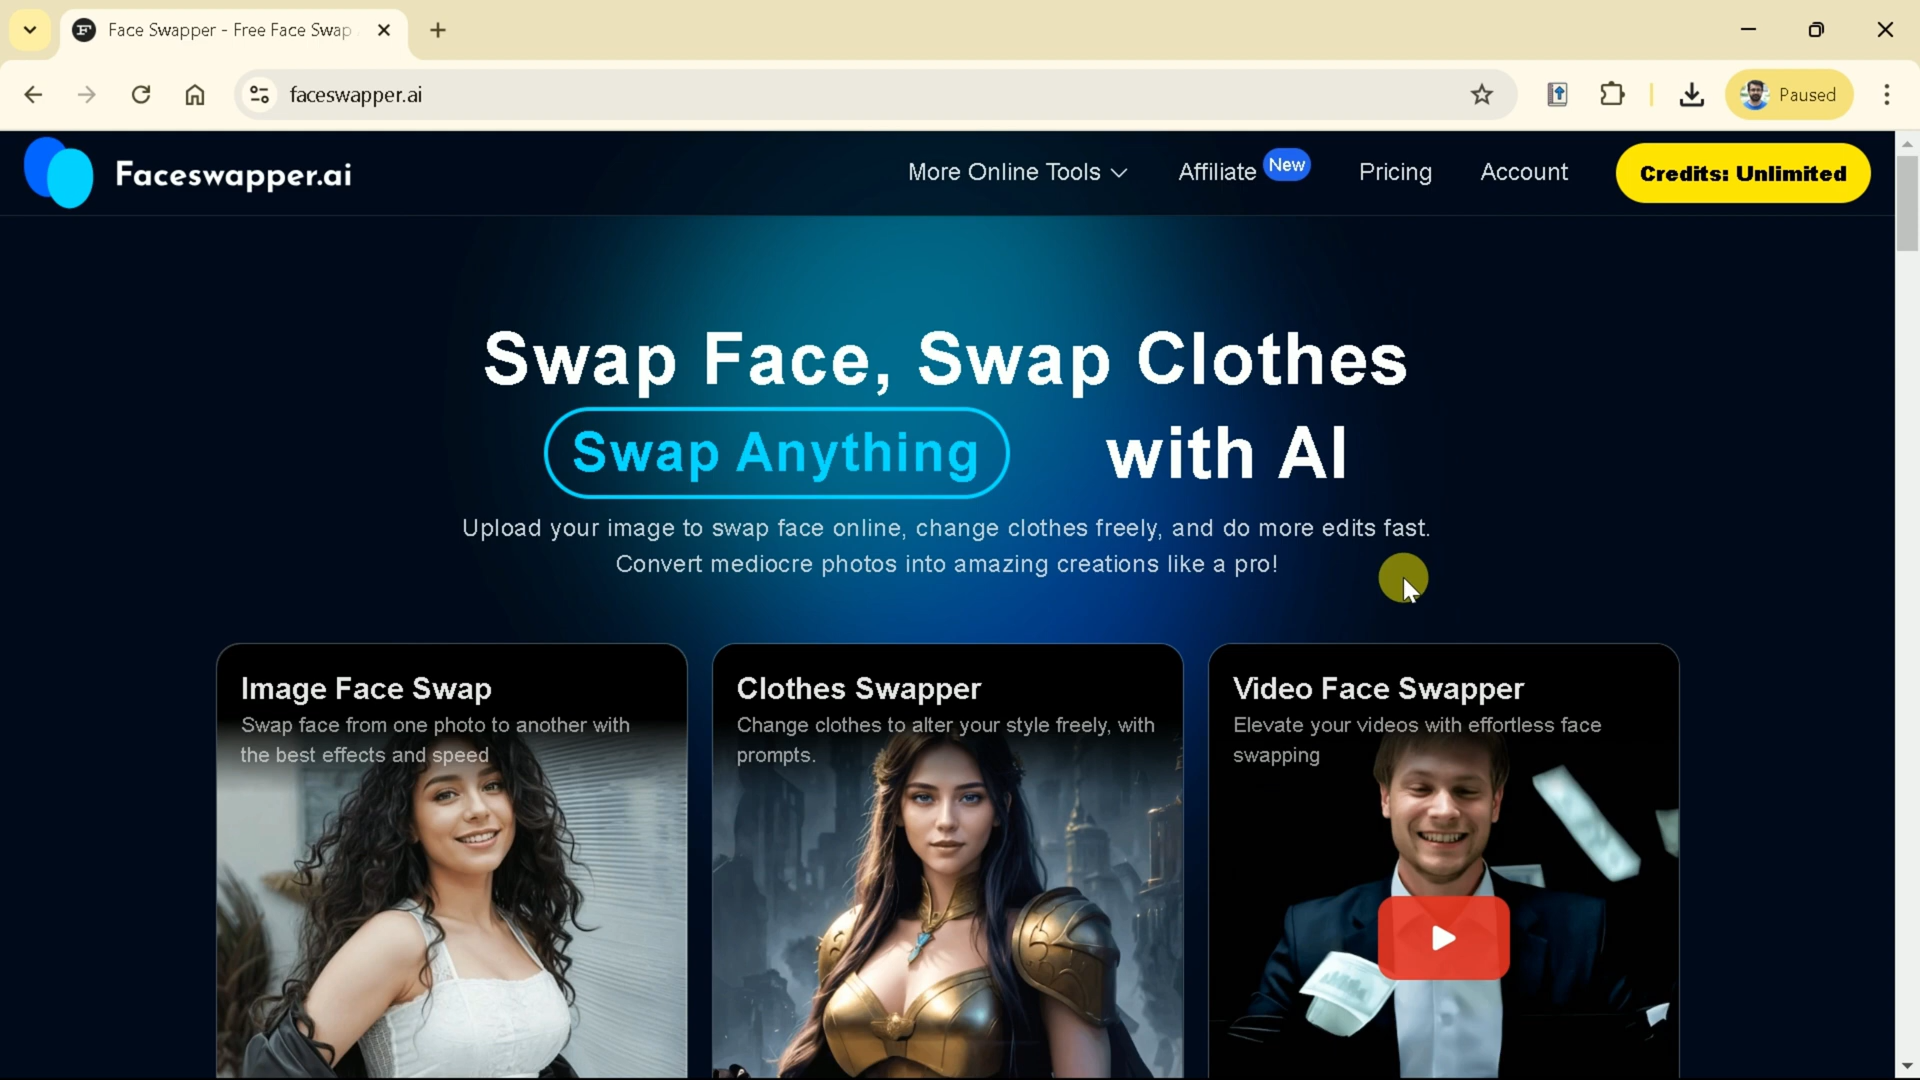 Face Swapper - Free Face Swap
faceswapper.ai
Paused
Faceswapper.ai
More Online Tools
Affiliate
New
Pricing
Account
Credits: Unlimited
Swap Face, Swap Clothes
Swap Anything with AI
Upload your image to swap face online, change clothes freely, and do more edits fast.
Convert mediocre photos into amazing creations like a pro!
Image Face Swap
Swap face from one photo to another with
the best effects and speed
Clothes Swapper
Change clothes to alter your style freely, with
prompts.
Video Face Swapper
Elevate your videos with effortless face
swapping